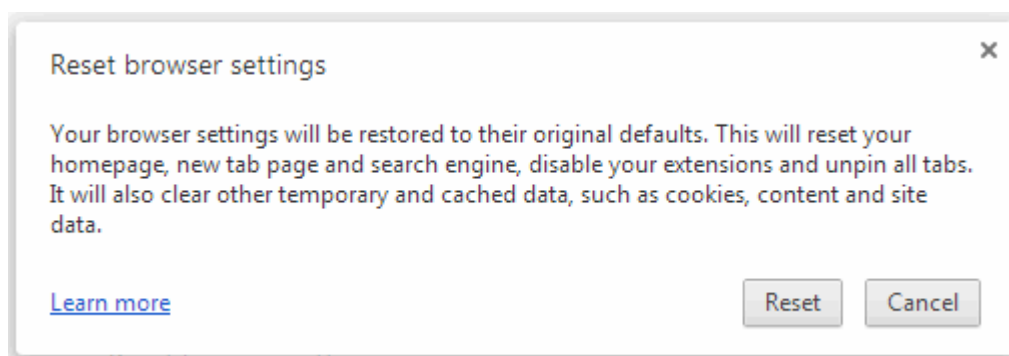 Reset browser settings
Your browser settings will be restored to their original defaults. This will reset your
homepage, new tab page and search engine, disable your extensions and unpin all tabs.
It will also clear other temporary and cached data, such as cookies, content and site
data.
Learn more
Reset
Cancel